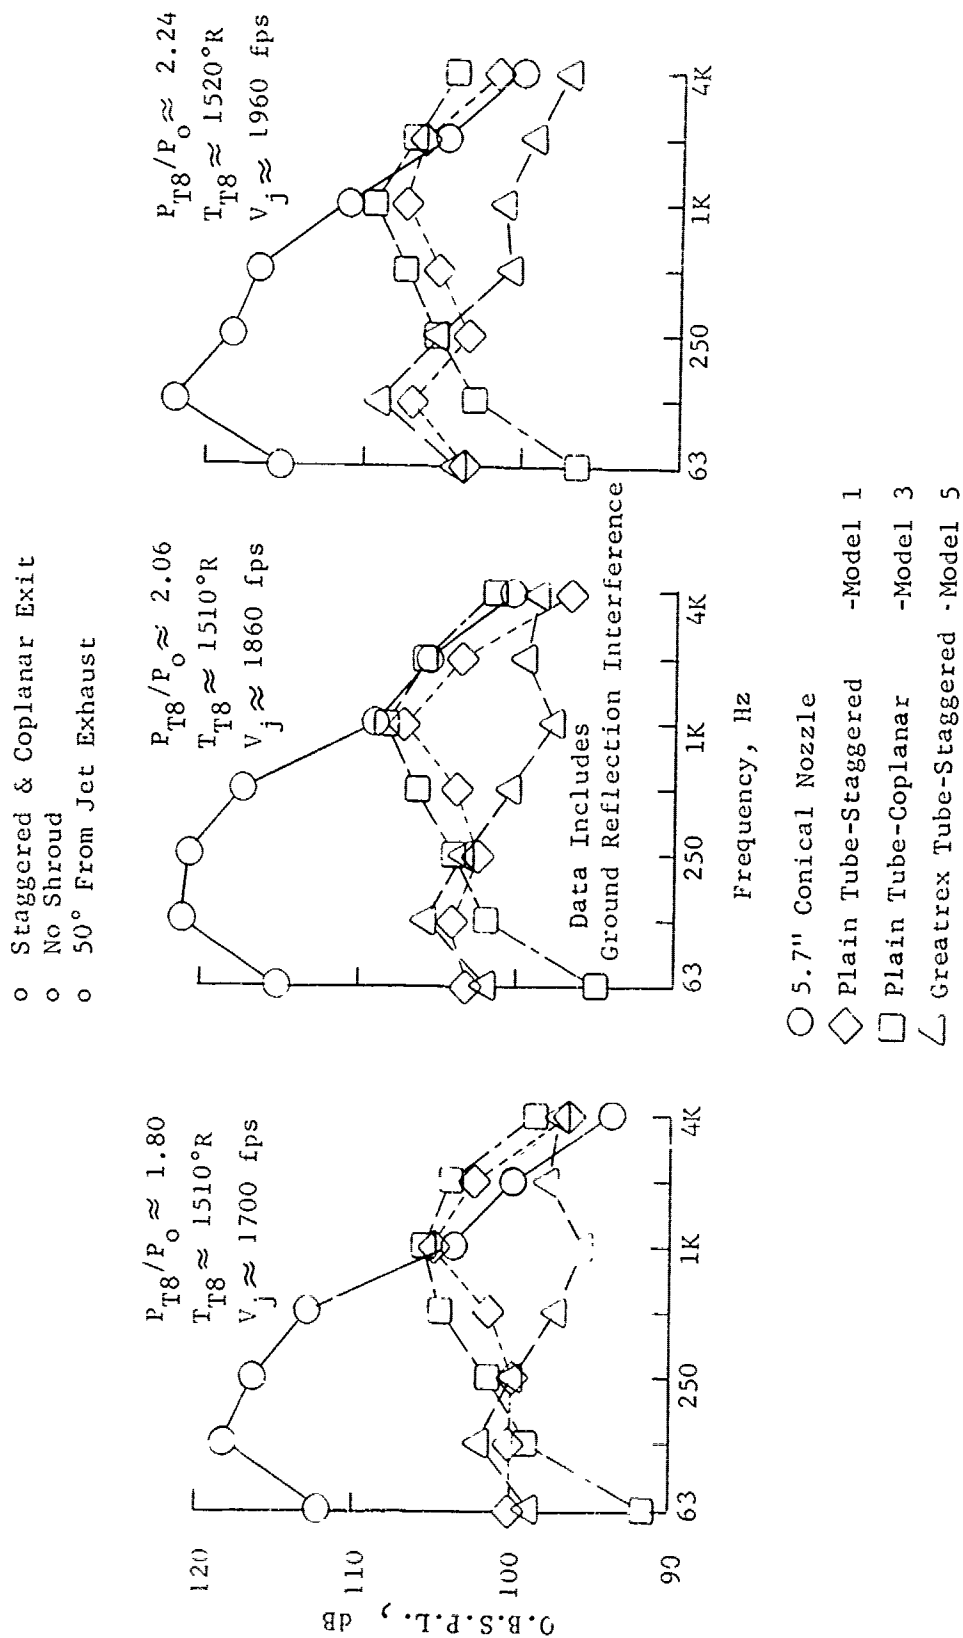 o Staggered & Coplanar Exit
o No Shroud
o 50° From Jet Exhaust
P_T8/P_o ≈ 1.80
T_T8 ≈ 1510°R
V_j ≈ 1700 fps
P_T8/P_o ≈ 2.06
T_T8 ≈ 1510°R
V_j ≈ 1860 fps
P_T8/P_o ≈ 2.24
T_T8 ≈ 1520°R
V_j ≈ 1960 fps
O.B.S.P.L., dB
120
110
100
90
63 250 1K 4K
63 250 1K 4K
63 250 1K 4K
Data Includes
Ground Reflection Interference
Frequency, Hz
5.7" Conical Nozzle
Plain Tube-Staggered -Model 1
Plain Tube-Coplanar -Model 3
Greatrex Tube-Staggered -Model 5